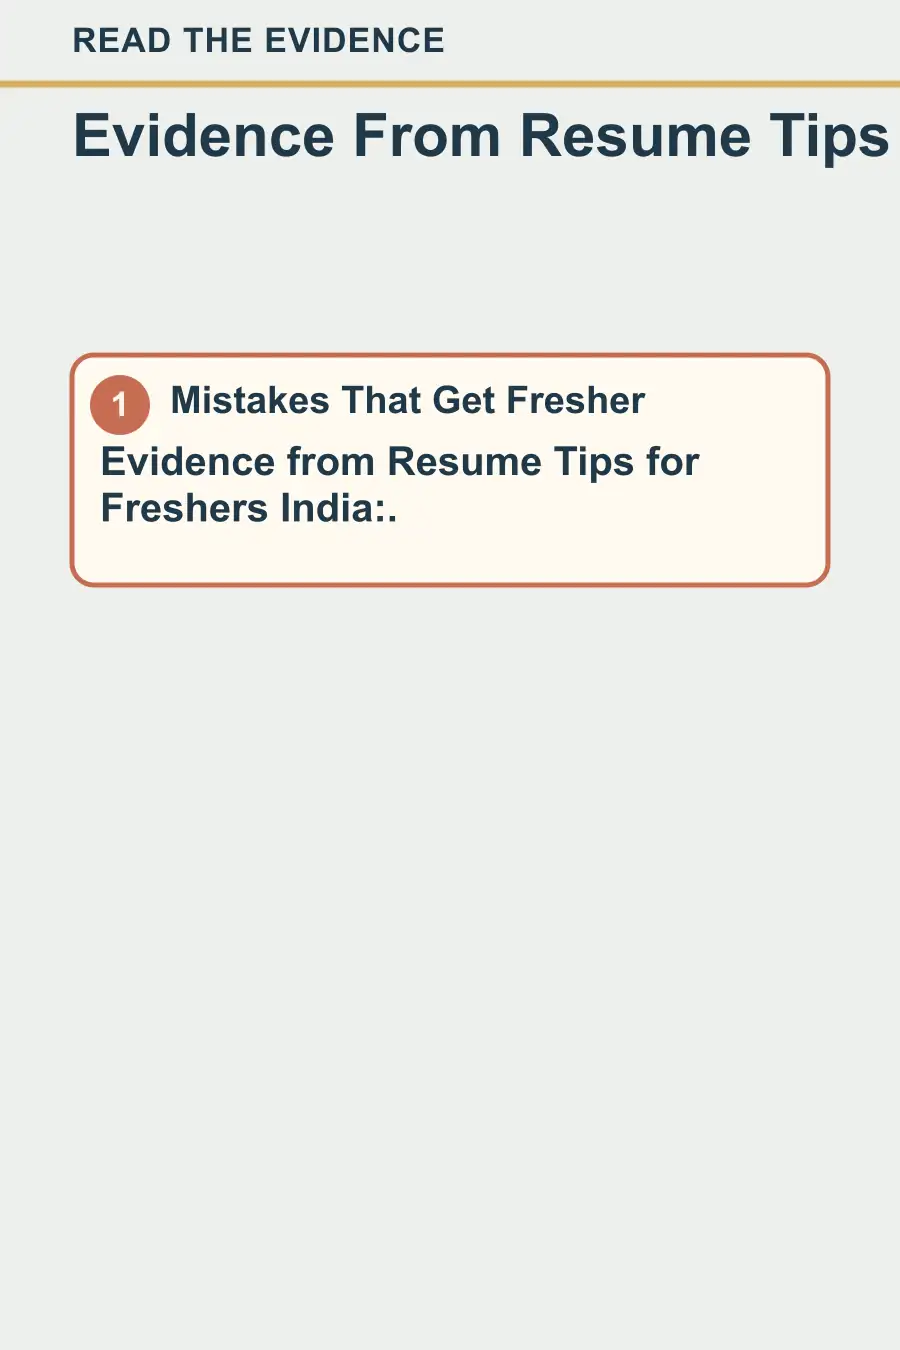 READ THE EVIDENCE
Evidence From Resume Tips
1 Mistakes That Get Fresher
Evidence from Resume Tips for
Freshers India:.